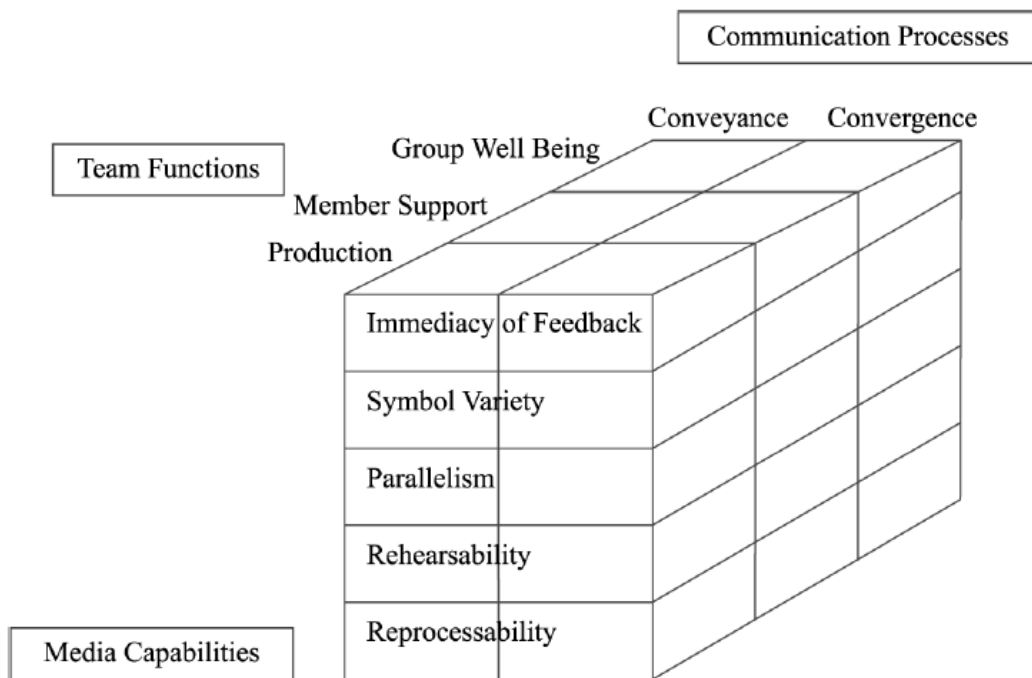 Communication Processes
Conveyance
Convergence
Group Well Being
Team Functions
Member Support
Production
Immediacy of Feedback
Symbol Variety
Parallelism
Rehearsability
Reprocessability
Media Capabilities